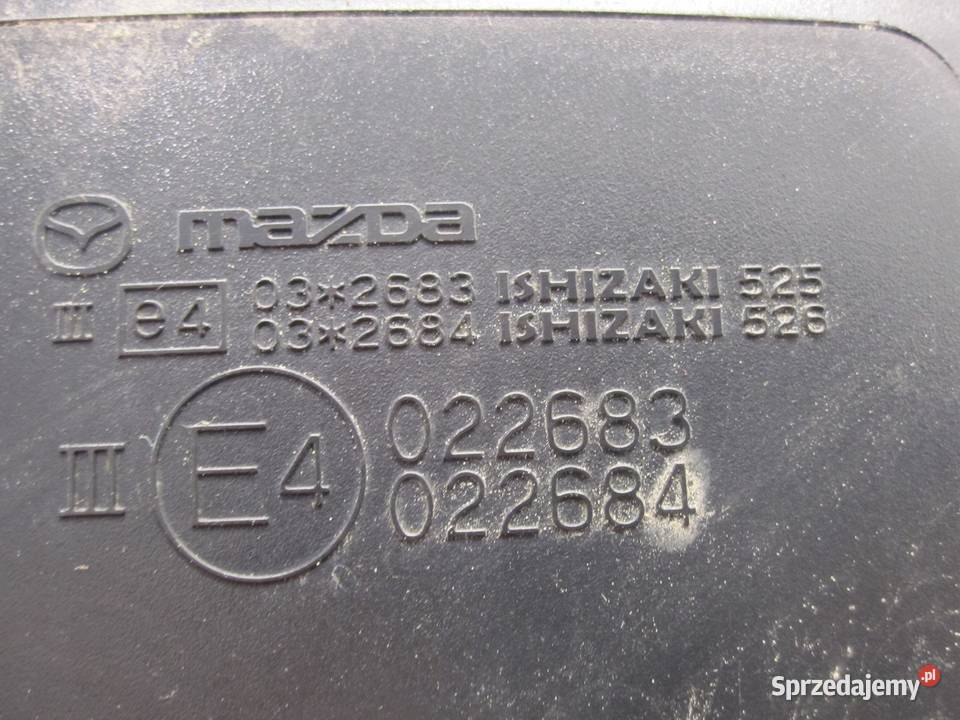 mazda
III e4 03*2683 ISHIZAKI 525
03*2684 ISHIZAKI 526
III E4 022683
022684
Sprzedajemy.pl